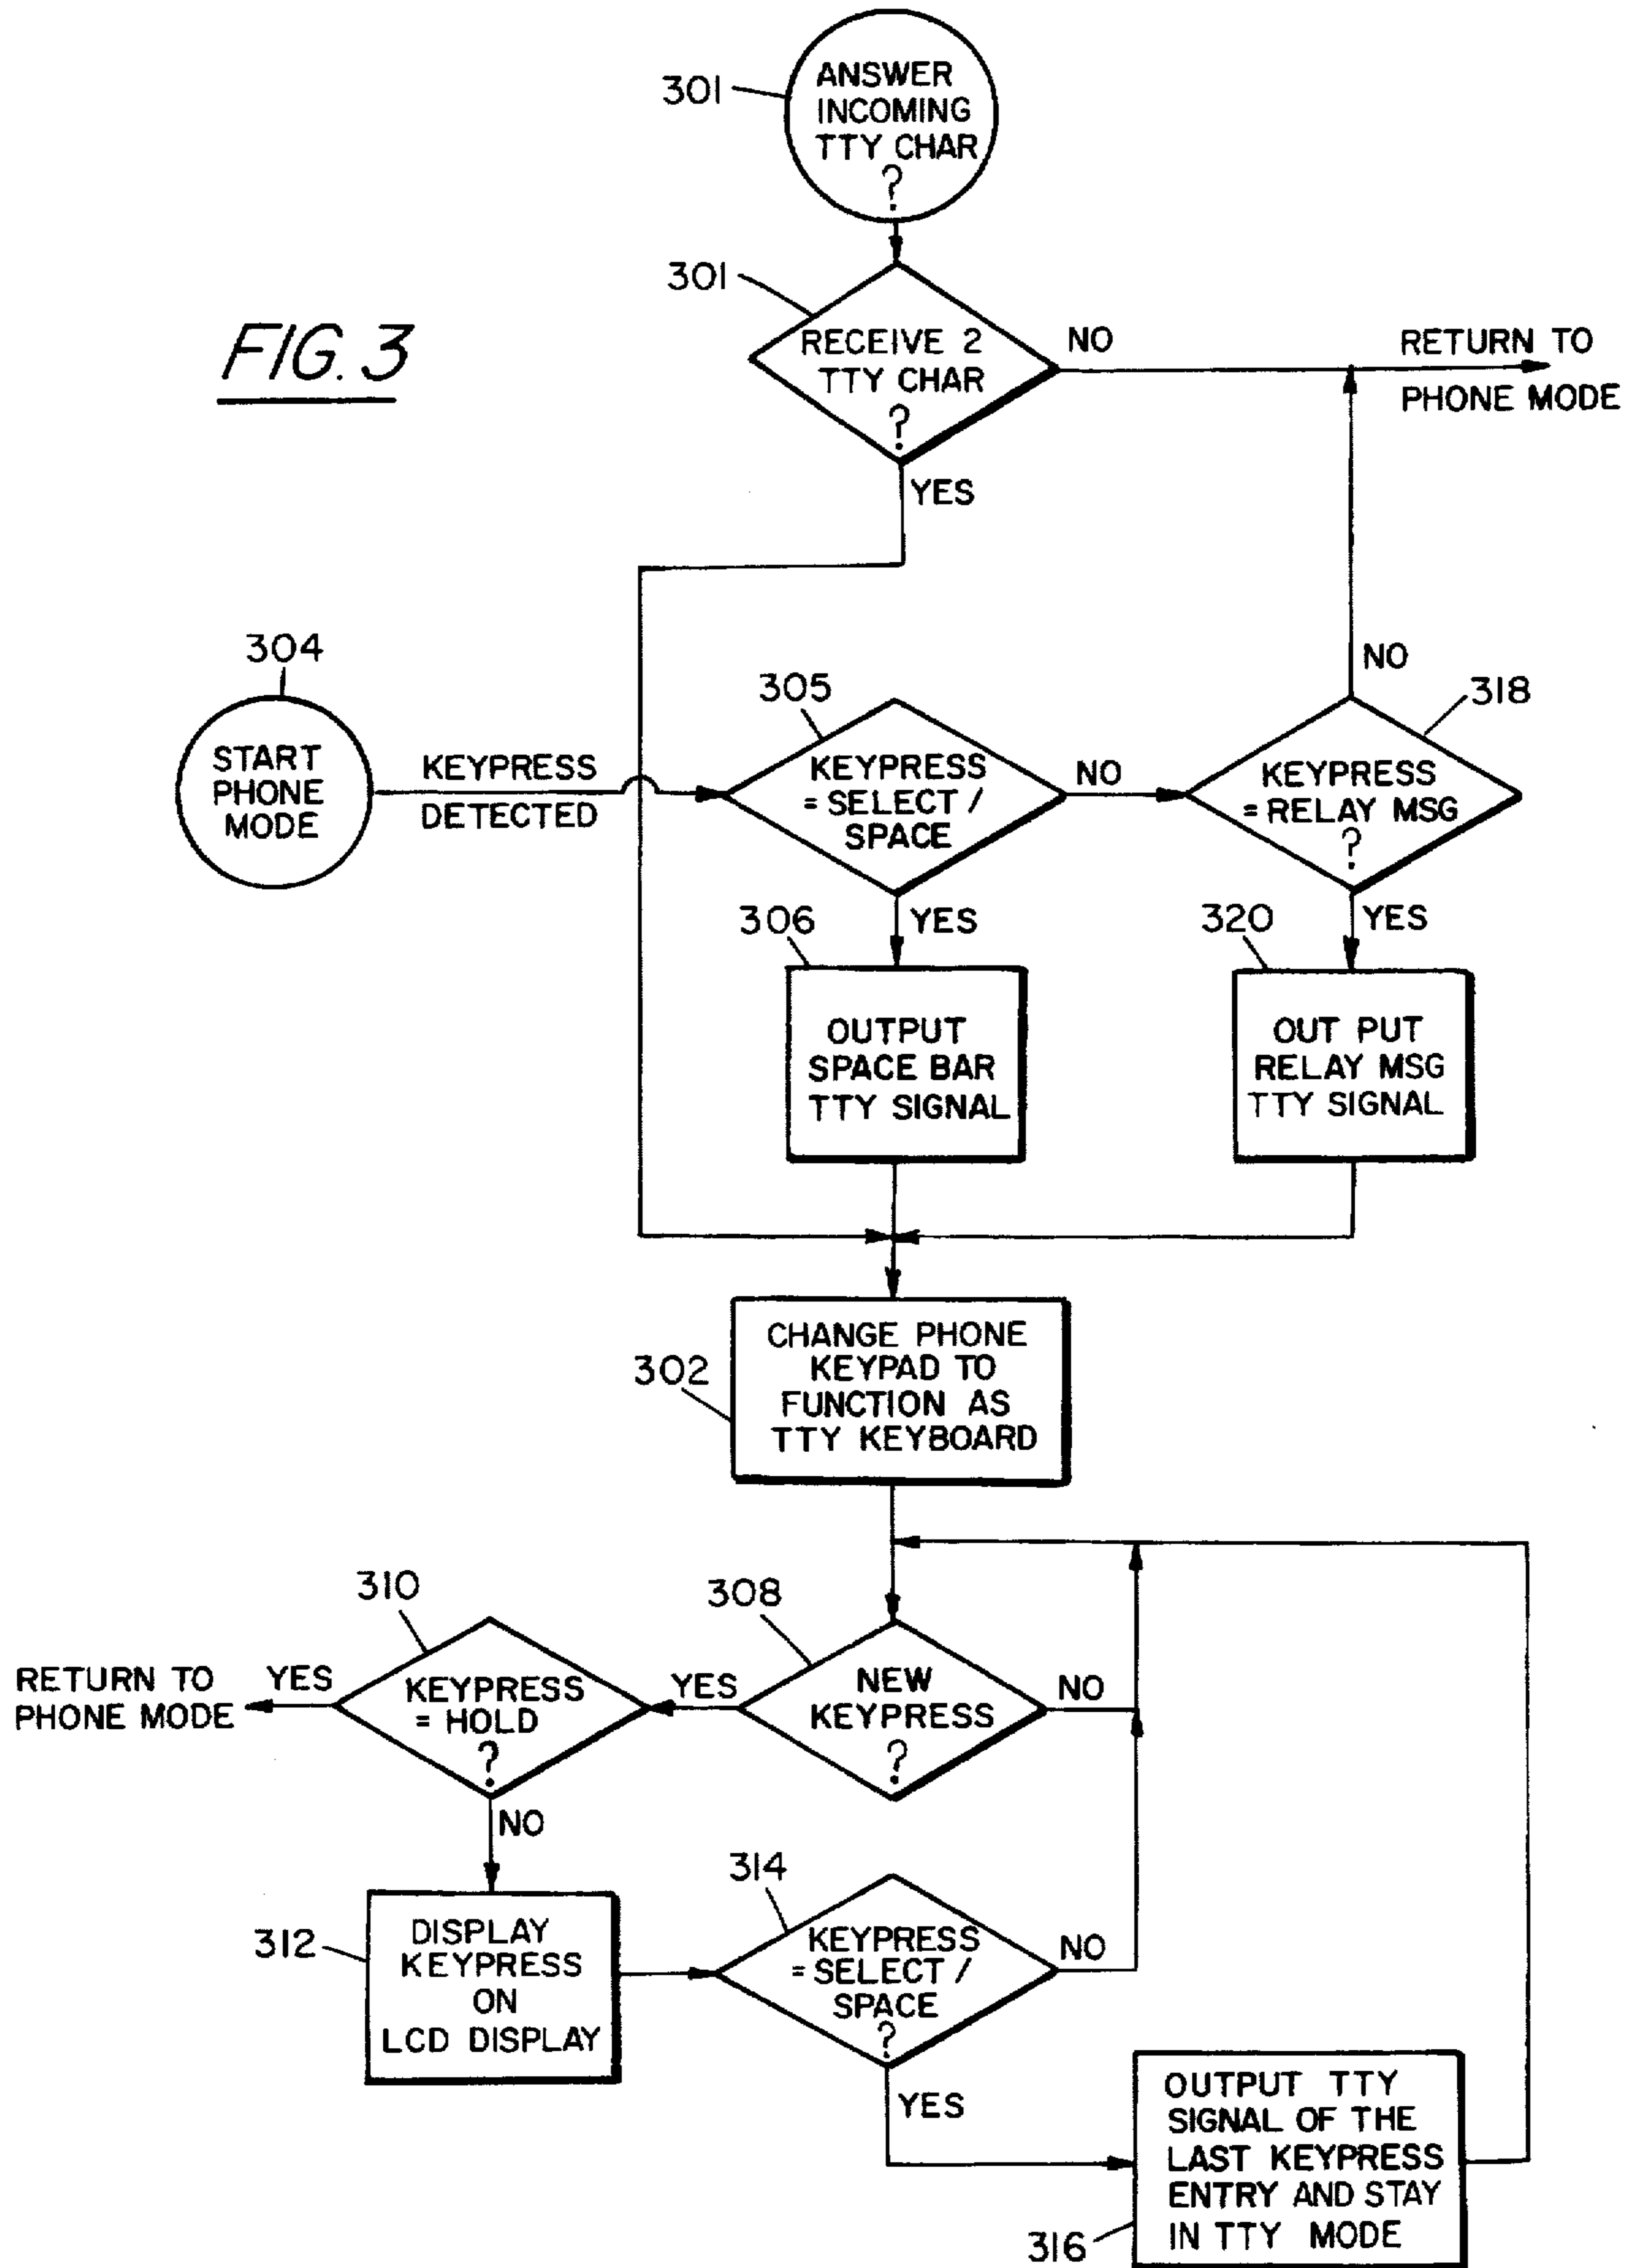 301
ANSWER
INCOMING
TTY CHAR
?
301
RECEIVE 2
TTY CHAR
?
NO
RETURN TO
PHONE MODE
FIG. 3
YES
304
START
PHONE
MODE
KEYPRESS
DETECTED
305
KEYPRESS
= SELECT /
SPACE
NO
318
KEYPRESS
= RELAY MSG
?
NO
YES
306
OUTPUT
SPACE BAR
TTY SIGNAL
YES
320
OUT PUT
RELAY MSG
TTY SIGNAL
302
CHANGE PHONE
KEYPAD TO
FUNCTION AS
TTY KEYBOARD
308
NEW
KEYPRESS
?
NO
YES
310
KEYPRESS
= HOLD
?
YES
RETURN TO
PHONE MODE
NO
312
DISPLAY
KEYPRESS
ON
LCD DISPLAY
314
KEYPRESS
= SELECT /
SPACE
?
NO
YES
316
OUTPUT TTY
SIGNAL OF THE
LAST KEYPRESS
ENTRY AND STAY
IN TTY MODE